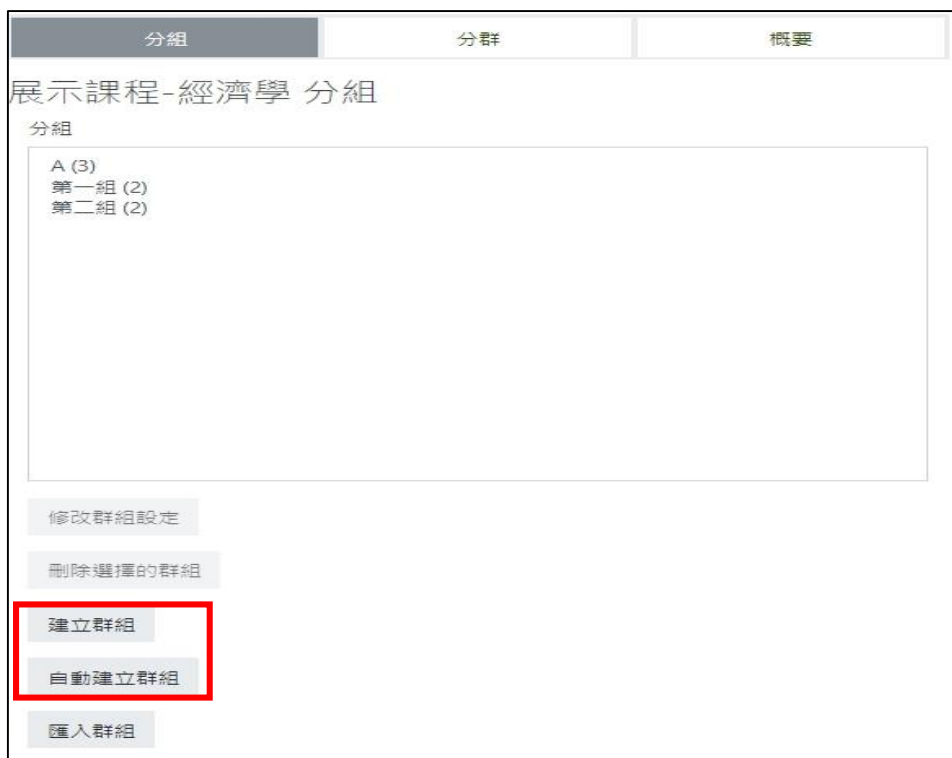 分組 分群 概要
展示課程-經濟學 分組
分組
A (3)
第一組 (2)
第二組 (2)
修改群組設定
刪除選擇的群組
建立群組
自動建立群組
匯入群組